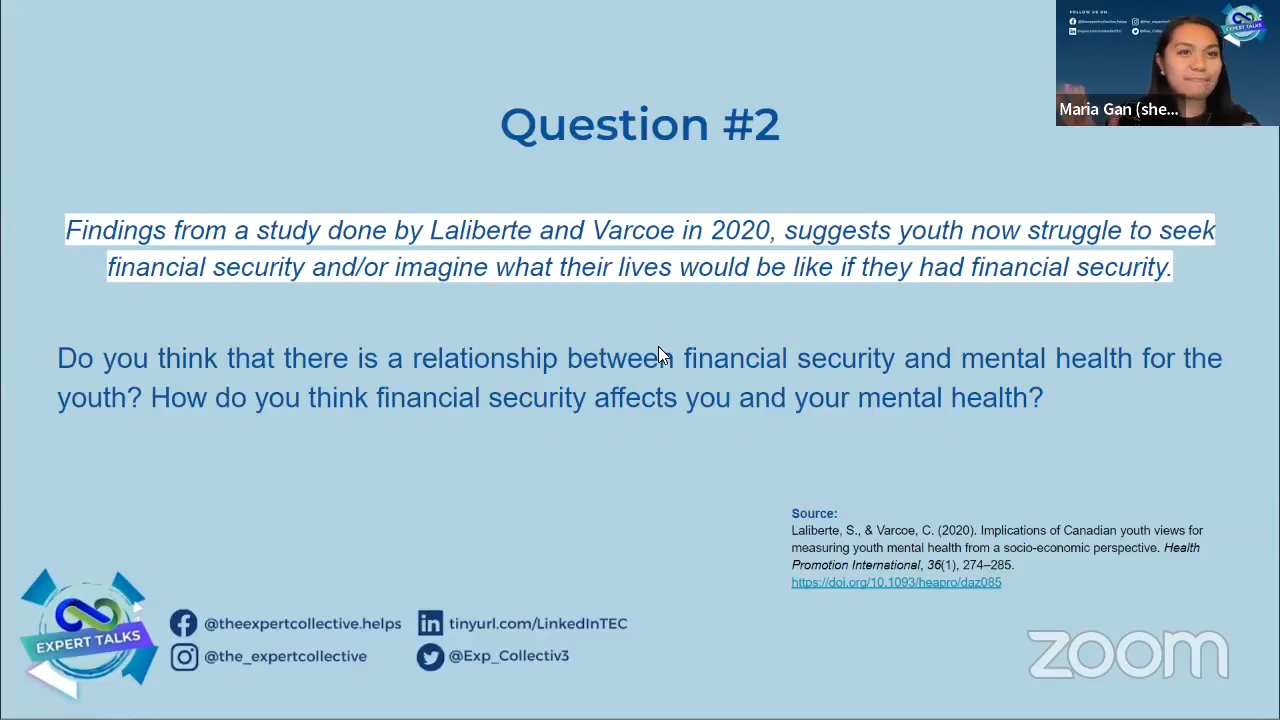 FOLLOW US ON:
EXPERT TALKS
Maria Gan (she...
Question #2
Findings from a study done by Laliberte and Varcoe in 2020, suggests youth now struggle to seek
financial security and/or imagine what their lives would be like if they had financial security.
Do you think that there is a relationship between financial security and mental health for the
youth? How do you think financial security affects you and your mental health?
Source:
Laliberte, S., & Varcoe, C. (2020). Implications of Canadian youth views for
measuring youth mental health from a socio-economic perspective. Health
Promotion International, 36(1), 274–285.
https://doi.org/10.1093/heapro/daz085
EXPERT TALKS
@theexpertcollective.helps
tinyurl.com/LinkedInTEC
@the_expertcollective
@Exp_Collectiv3
zoom